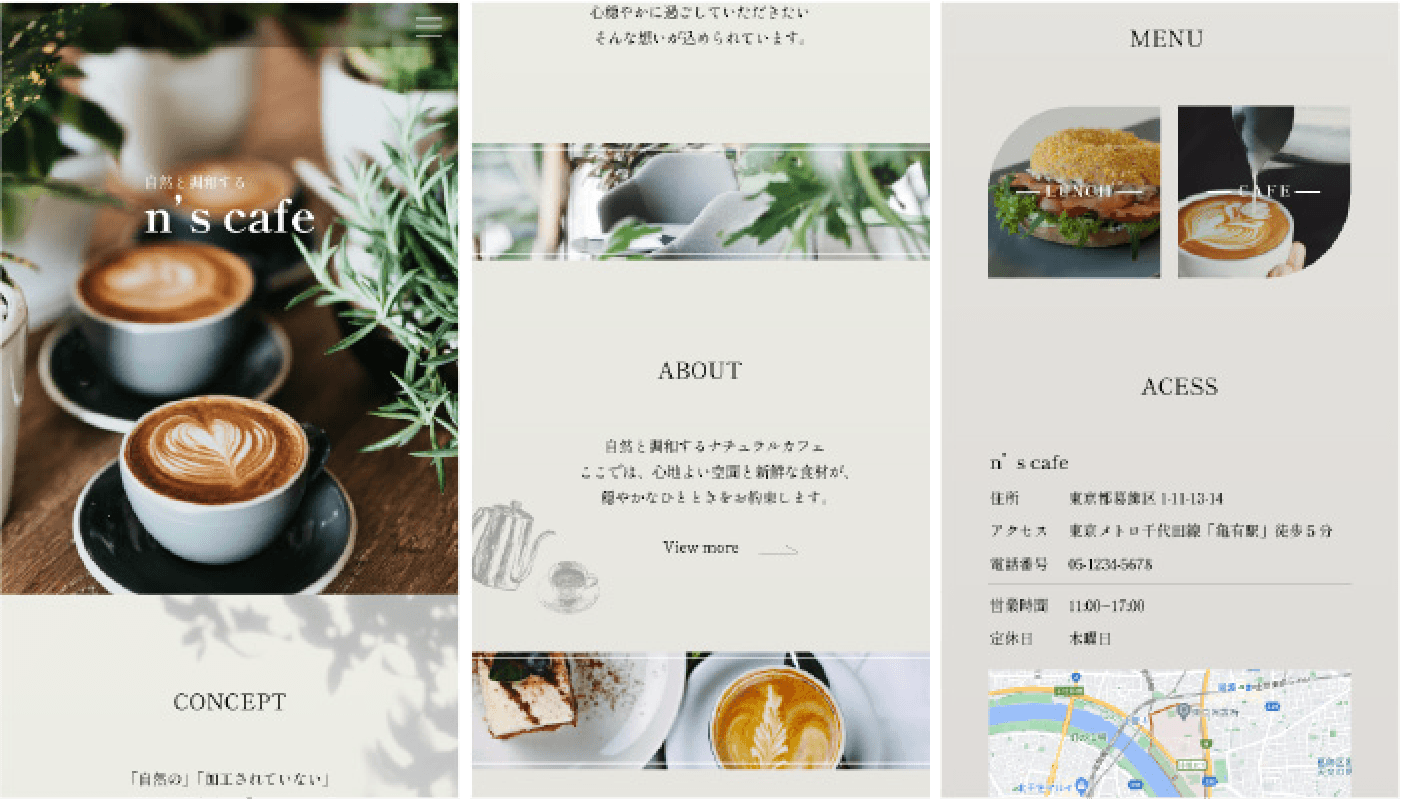 自然と調和する
n's cafe
CONCEPT
「自然の」「加工されていない」
心穏やかに過ごしていただきたい
そんな想いが込められています。
ABOUT
自然と調和するナチュラルカフェ
ここでは、心地よい空間と新鮮な食材が、
穏やかなひとときをお約束します。
View more
MENU
LUNCH
CAFE
ACESS
n's cafe
住所 東京都葛飾区 1-11-13-14
アクセス 東京メトロ千代田線「亀有駅」徒歩5分
電話番号 05-1234-5678
営業時間 11:00−17:00
定休日 木曜日